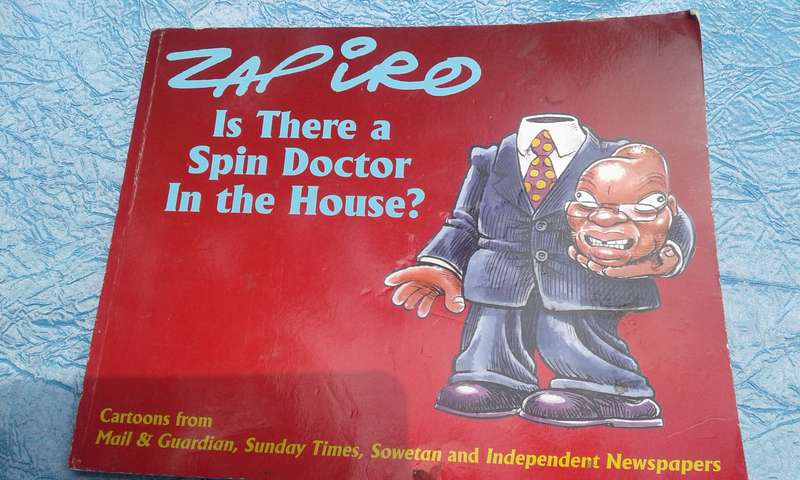 ZAPIRO
Is There a
Spin Doctor
In the House?
Cartoons from
Mail & Guardian, Sunday Times, Sowetan and Independent Newspapers